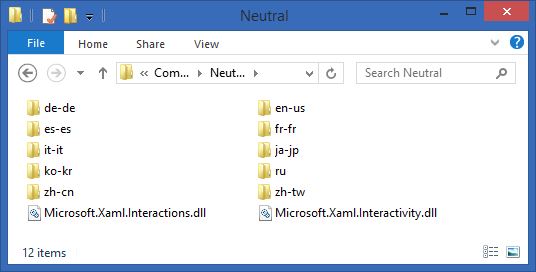 Neutral
File Home Share View
« Com... Neut... Search Neutral
de-de en-us
es-es fr-fr
it-it ja-jp
ko-kr ru
zh-cn zh-tw
Microsoft.Xaml.Interactions.dll Microsoft.Xaml.Interactivity.dll
12 items